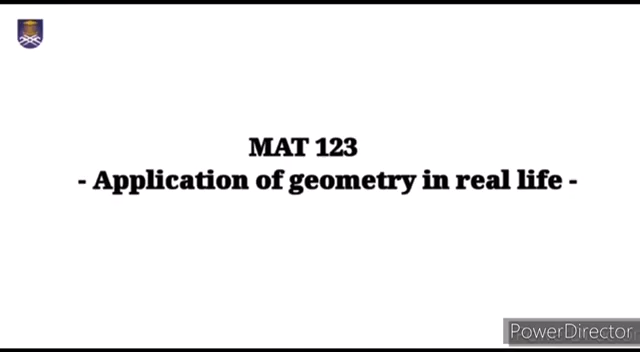 MAT 123
- Application of geometry in real life -
PowerDirector